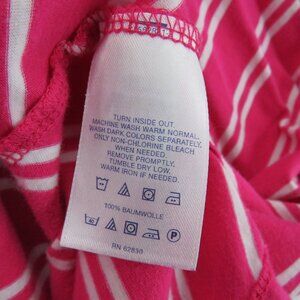 TURN INSIDE OUT.
MACHINE WASH WARM NORMAL.
WASH DARK COLORS SEPARATELY.
ONLY NON-CHLORINE BLEACH
WHEN NEEDED.
REMOVE PROMPTLY.
TUMBLE DRY LOW.
WARM IRON IF NEEDED.
100% BAUMWOLLE
RN 62830